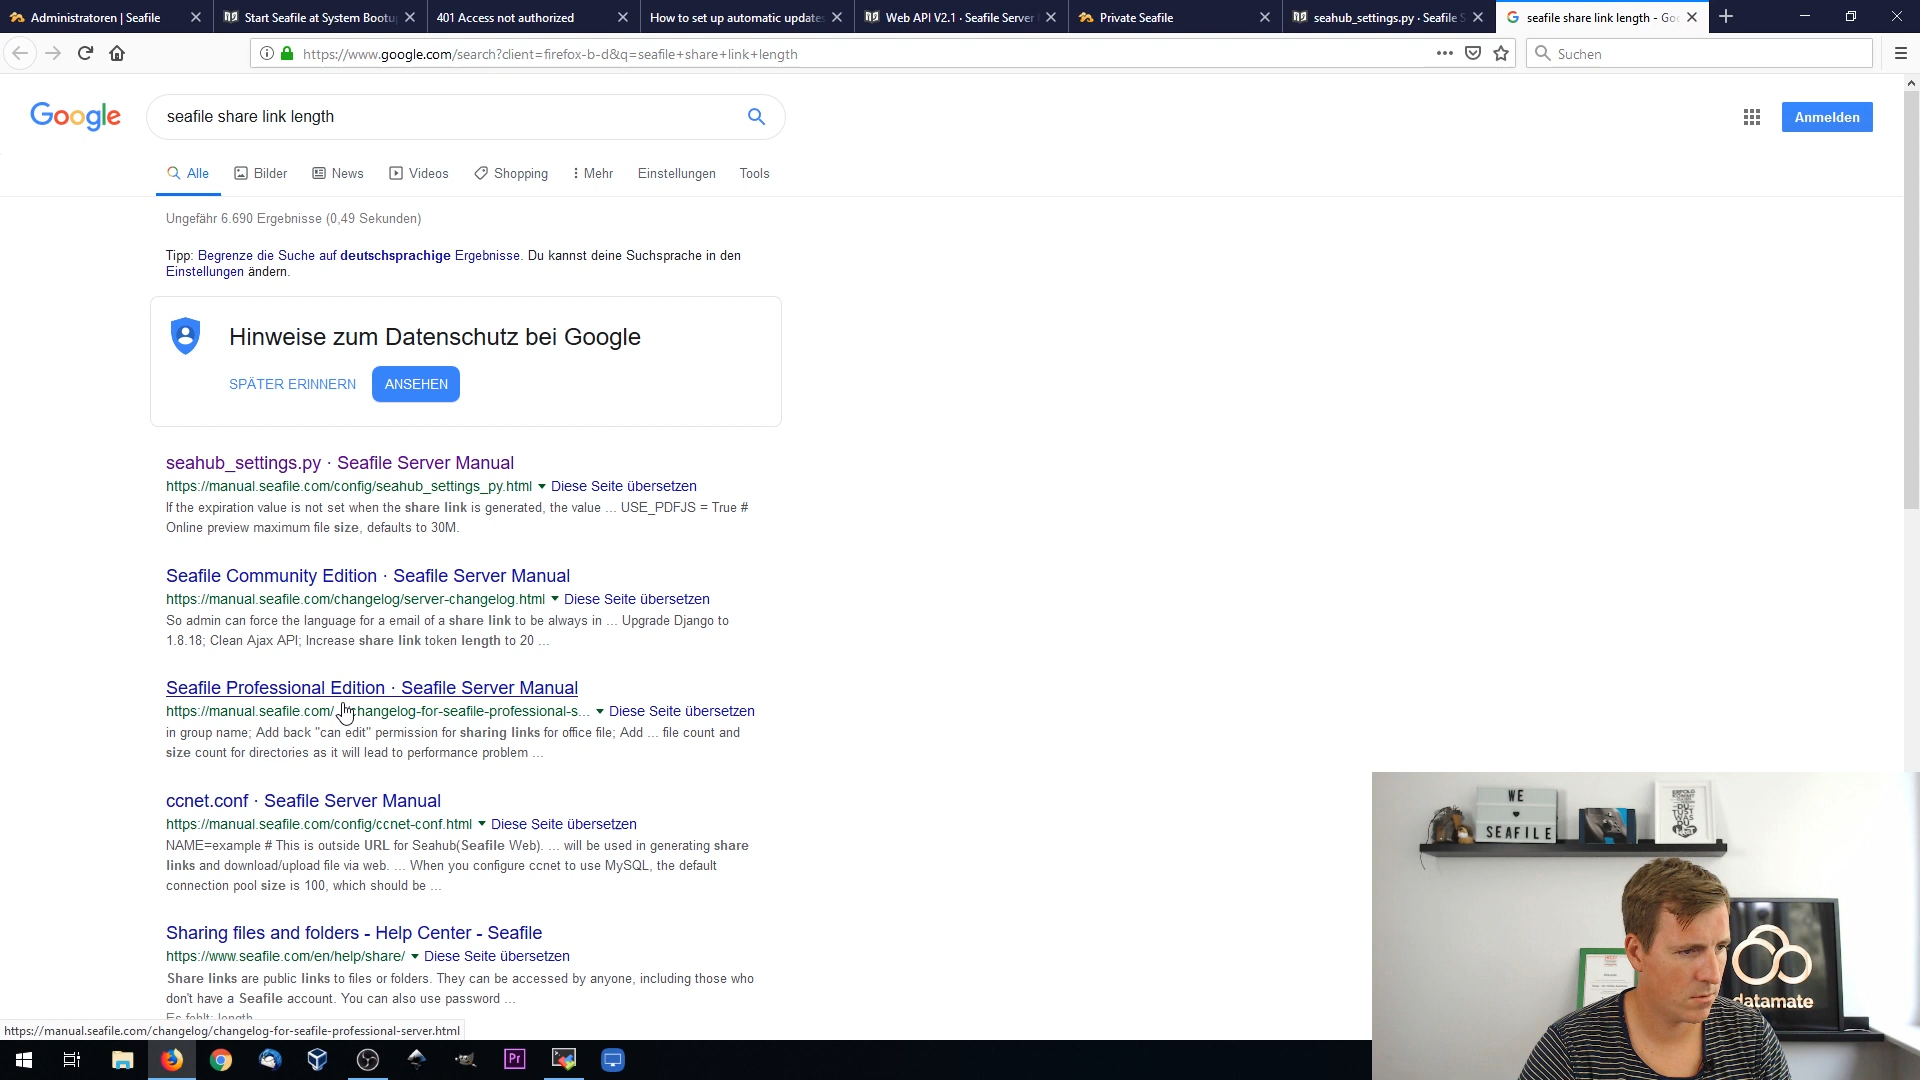 Administratoren | Seafile
Start Seafile at System Bootu
401 Access not authorized
How to set up automatic update
Web API V2.1 · Seafile Server
Private Seafile
seahub_settings.py · Seafile S
seafile share link length - Goo
https://www.google.com/search?client=firefox-b-d&q=seafile+share+link+length
Suchen
Google
seafile share link length
Anmelden
Alle
Bilder
News
Videos
Shopping
Mehr
Einstellungen
Tools
Ungefähr 6.690 Ergebnisse (0,49 Sekunden)
Tipp: Begrenze die Suche auf deutschsprachige Ergebnisse. Du kannst deine Suchsprache in den
Einstellungen ändern.
Hinweise zum Datenschutz bei Google
SPÄTER ERINNERN
ANSEHEN
seahub_settings.py · Seafile Server Manual
https://manual.seafile.com/config/seahub_settings_py.html ▾ Diese Seite übersetzen
If the expiration value is not set when the share link is generated, the value ... USE_PDFJS = True #
Online preview maximum file size, defaults to 30M.
Seafile Community Edition · Seafile Server Manual
https://manual.seafile.com/changelog/server-changelog.html ▾ Diese Seite übersetzen
So admin can force the language for a email of a share link to be always in ... Upgrade Django to
1.8.18; Clean Ajax API; Increase share link token length to 20 ...
Seafile Professional Edition · Seafile Server Manual
https://manual.seafile.com/ changelog-for-seafile-professional-s... ▾ Diese Seite übersetzen
in group name; Add back "can edit" permission for sharing links for office file; Add ... file count and
size count for directories as it will lead to performance problem ...
ccnet.conf · Seafile Server Manual
https://manual.seafile.com/config/ccnet-conf.html ▾ Diese Seite übersetzen
NAME=example # This is outside URL for Seahub(Seafile Web). ... will be used in generating share
links and download/upload file via web. ... When you configure ccnet to use MySQL, the default
connection pool size is 100, which should be ...
Sharing files and folders - Help Center - Seafile
https://www.seafile.com/en/help/share/ ▾ Diese Seite übersetzen
Share links are public links to files or folders. They can be accessed by anyone, including those who
don't have a Seafile account. You can also use password ...
Es fehlt: length
https://manual.seafile.com/changelog/changelog-for-seafile-professional-server.html
Pr
WE
♥
SEAFILE
ERFOLG
KOMMT
TUST
WAS
DU
datamate